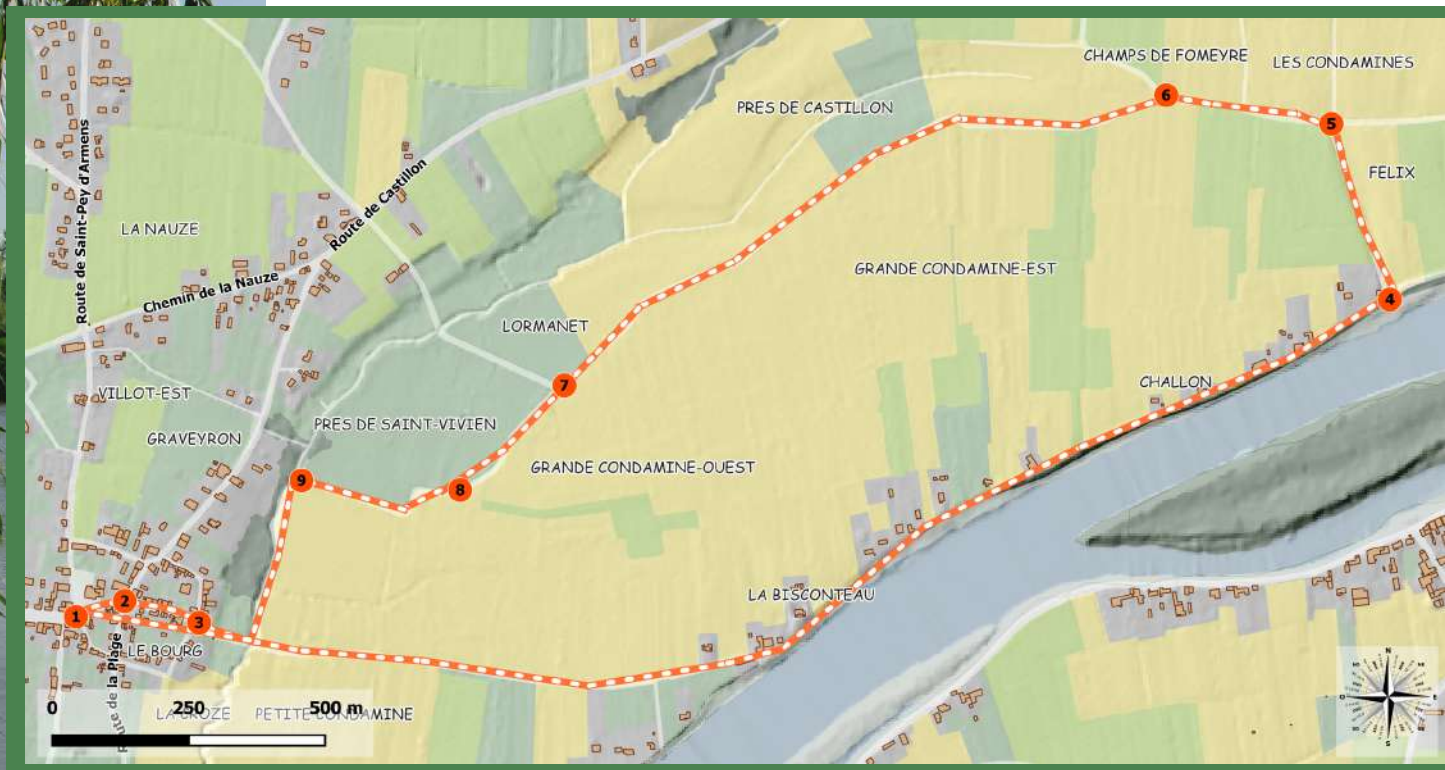 CHAMPS DE FOMEYRE
LES CONDAMINES
6
5
PRES DE CASTILLON
FELIX
Route de Saint-Pey d'Armens
Route de Castillon
LA NAUZE
Chemin de la Nauze
GRANDE CONDAMINE-EST
4
LORMANET
7
CHALLON
VILLOT-EST
GRAVEYRON
PRES DE SAINT-VIVIEN
GRANDE CONDAMINE-OUEST
9
8
LA BISCONTEAU
1
2
3
LE BOURG
Route de la Plage
LA CROZE
PETITE CONDAMINE
0 250 500 m
N
E
S
O